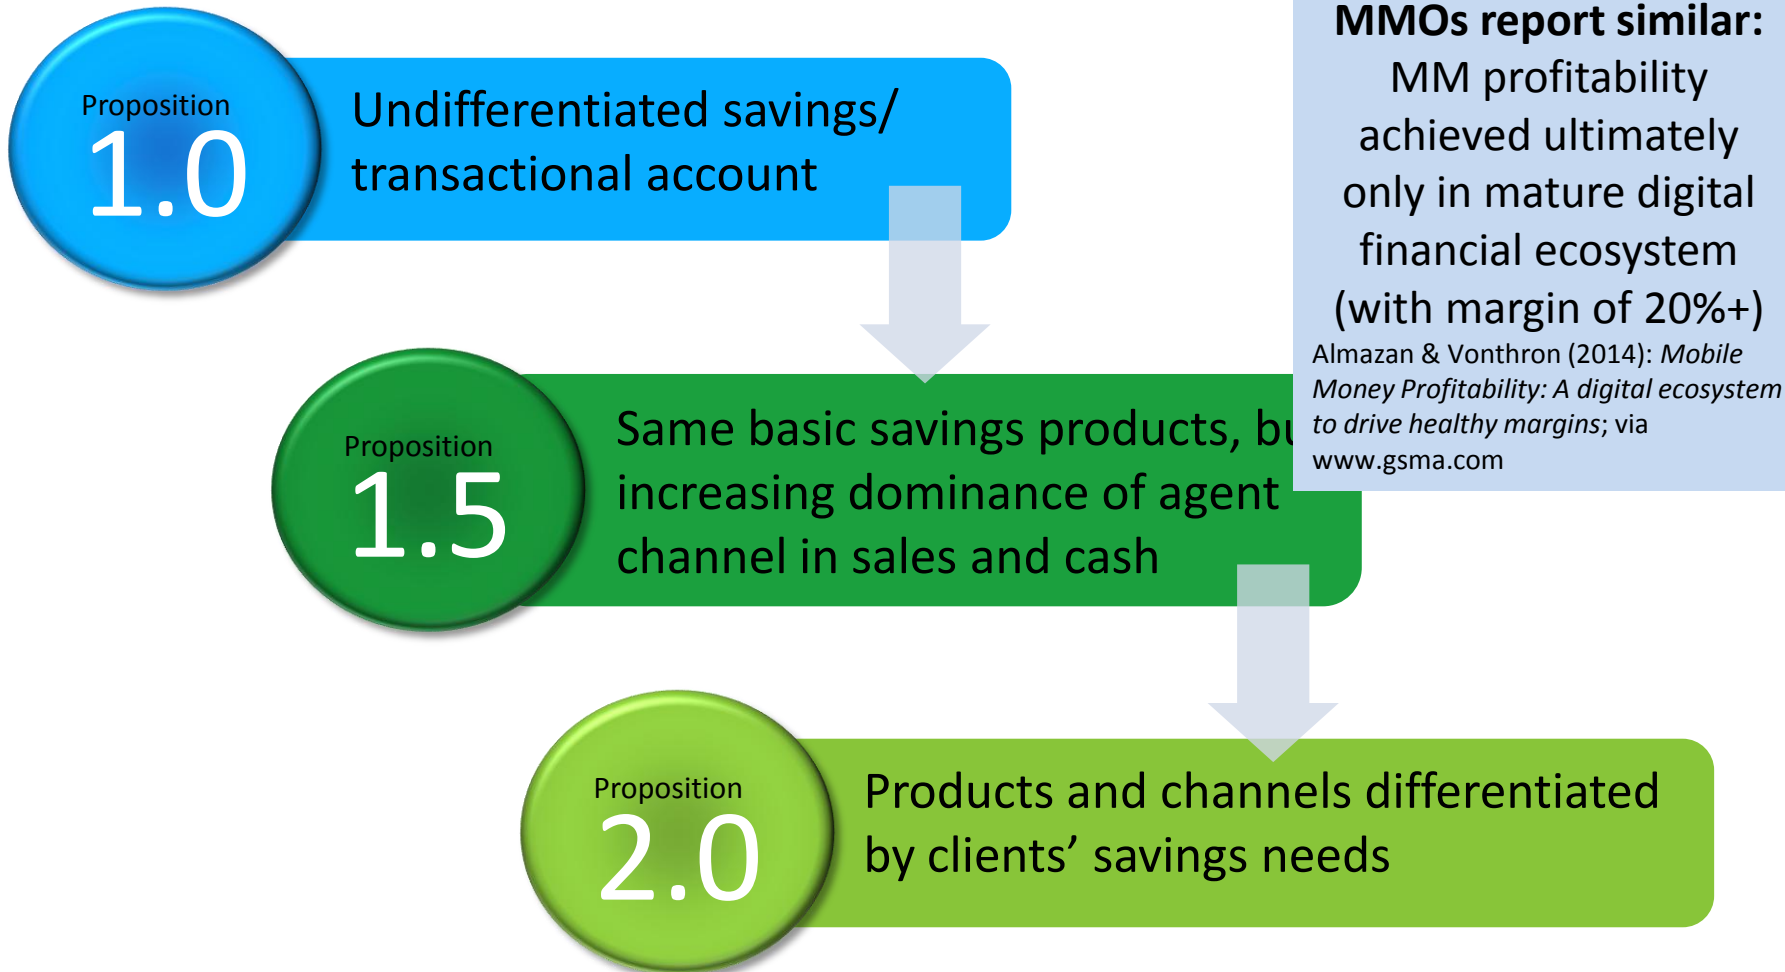 Proposition
1.0
Undifferentiated savings/
transactional account
MMOs report similar:
MM profitability
achieved ultimately
only in mature digital
financial ecosystem
(with margin of 20%+)
Almazan & Vonthron (2014): Mobile
Money Profitability: A digital ecosystem
to drive healthy margins; via
www.gsma.com
Proposition
1.5
Same basic savings products,
increasing dominance of agent
channel in sales and cash
Proposition
2.0
Products and channels differentiated
by clients’ savings needs